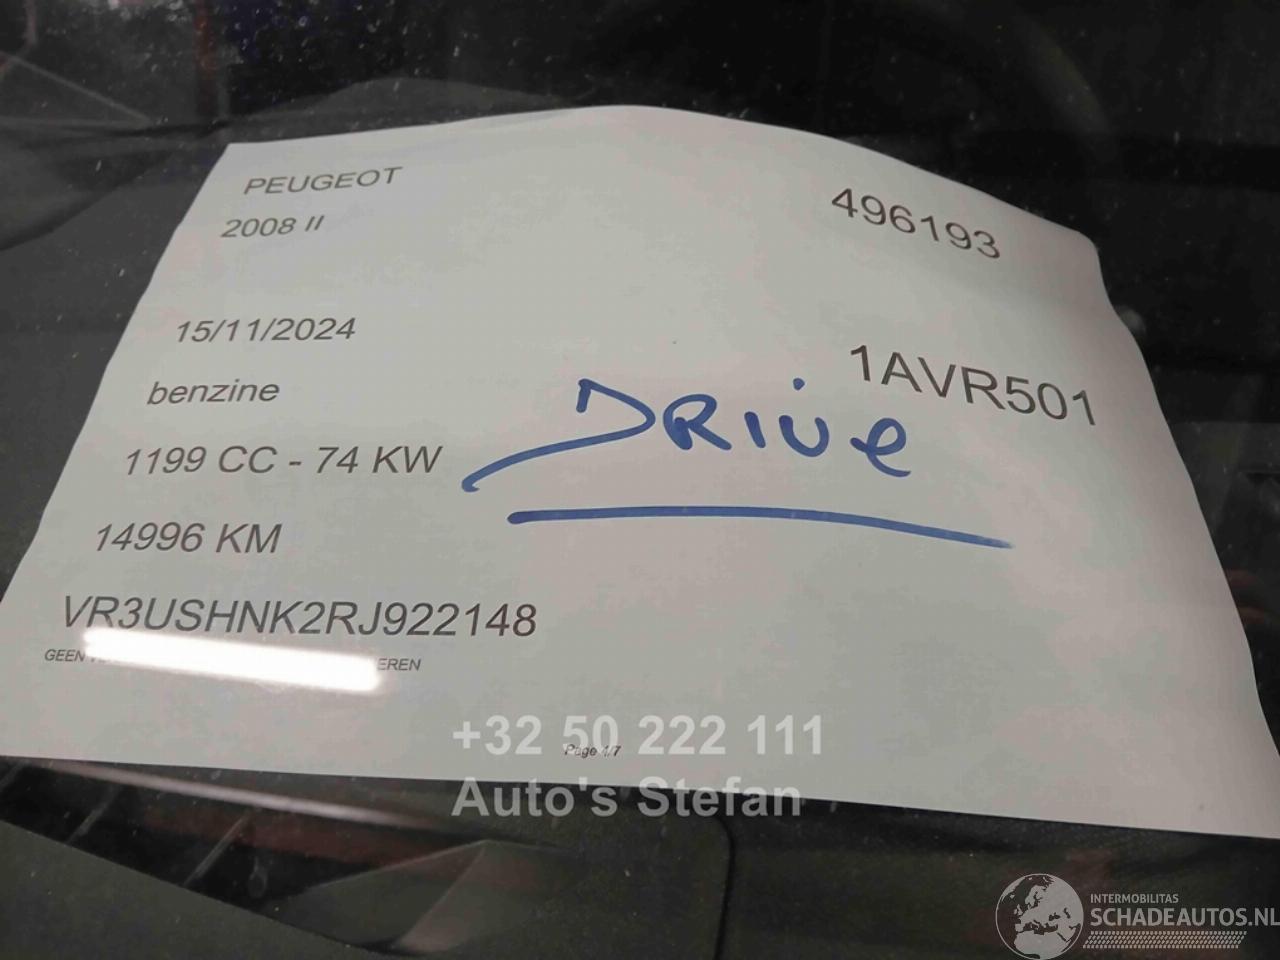 PEUGEOT
2008 II
496193
15/11/2024
benzine
1AVR501
DRIVE
1199 CC - 74 KW
14996 KM
VR3USHNK2RJ922148
GEEN EREN
Page 4/7
+32 50 222 111
Auto's Stefan
INTERMOBILITAS
SCHADEAUTOS.NL